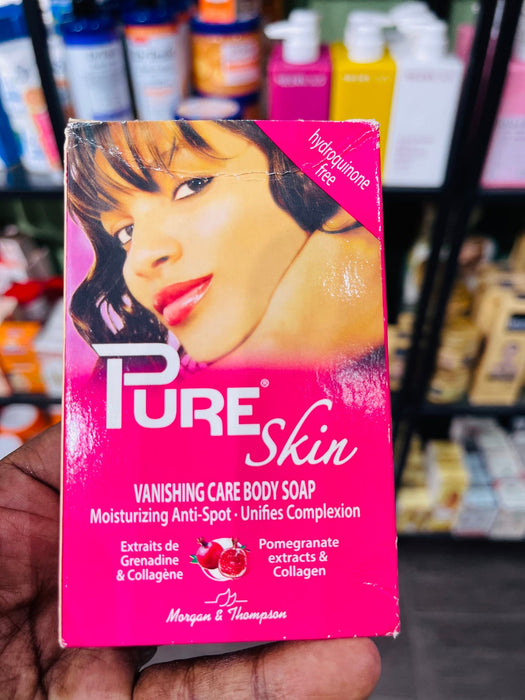 hydroquinone
free
PURE® Skin
VANISHING CARE BODY SOAP
Moisturizing Anti-Spot · Unifies Complexion
Extraits de
Grenadine
& Collagène
Pomegranate
extracts &
Collagen
Morgan & Thompson